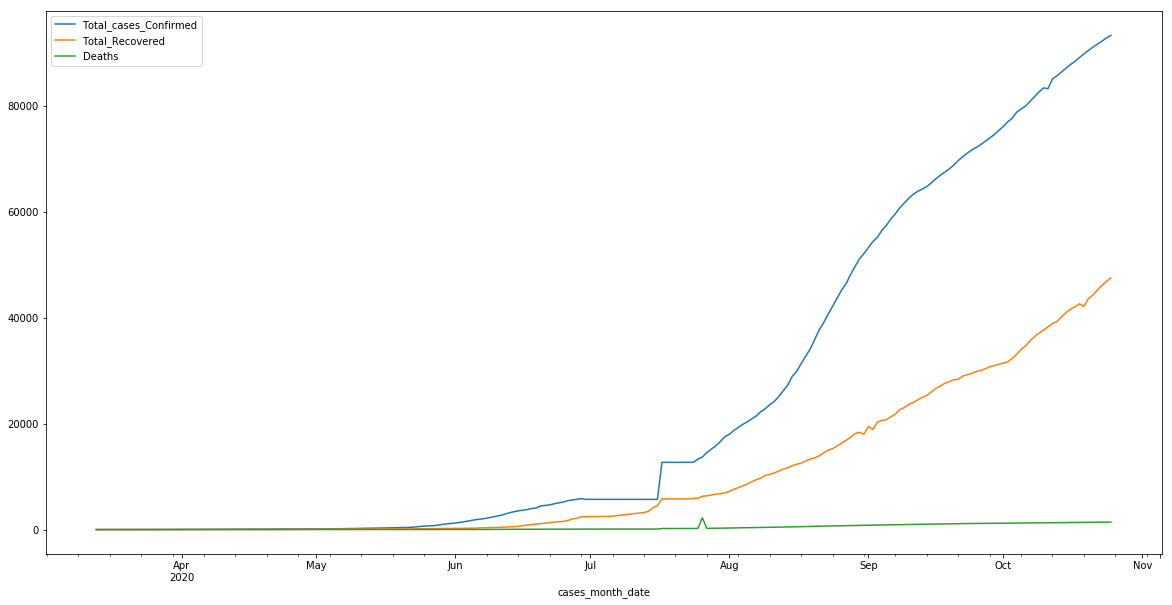 Total_cases_Confirmed
Total_Recovered
Deaths
80000
60000
40000
20000
0
Apr
2020
May
Jun
Jul
Aug
Sep
Oct
Nov
cases_month_date